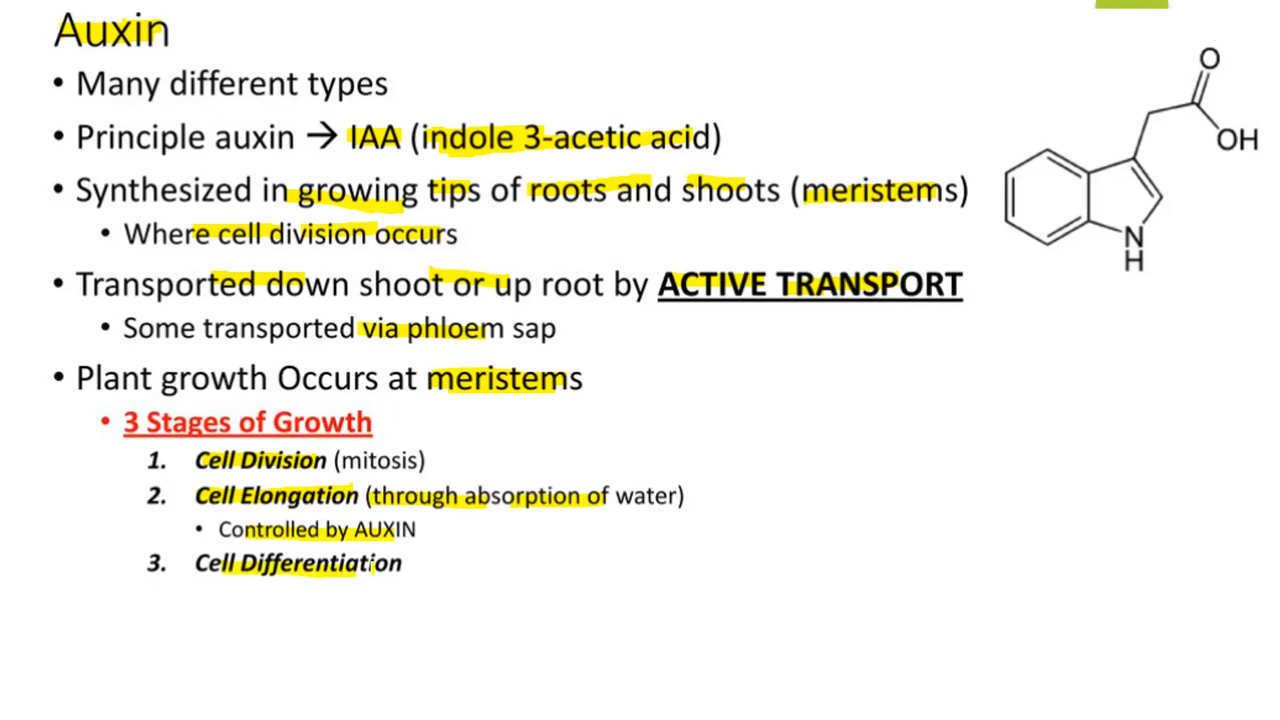 Auxin
• Many different types
• Principle auxin → IAA (indole 3-acetic acid)
• Synthesized in growing tips of roots and shoots (meristems)
• Where cell division occurs
• Transported down shoot or up root by ACTIVE TRANSPORT
• Some transported via phloem sap
• Plant growth Occurs at meristems
• 3 Stages of Growth
1. Cell Division (mitosis)
2. Cell Elongation (through absorption of water)
• Controlled by AUXIN
3. Cell Differentiation
O
OH
N
H